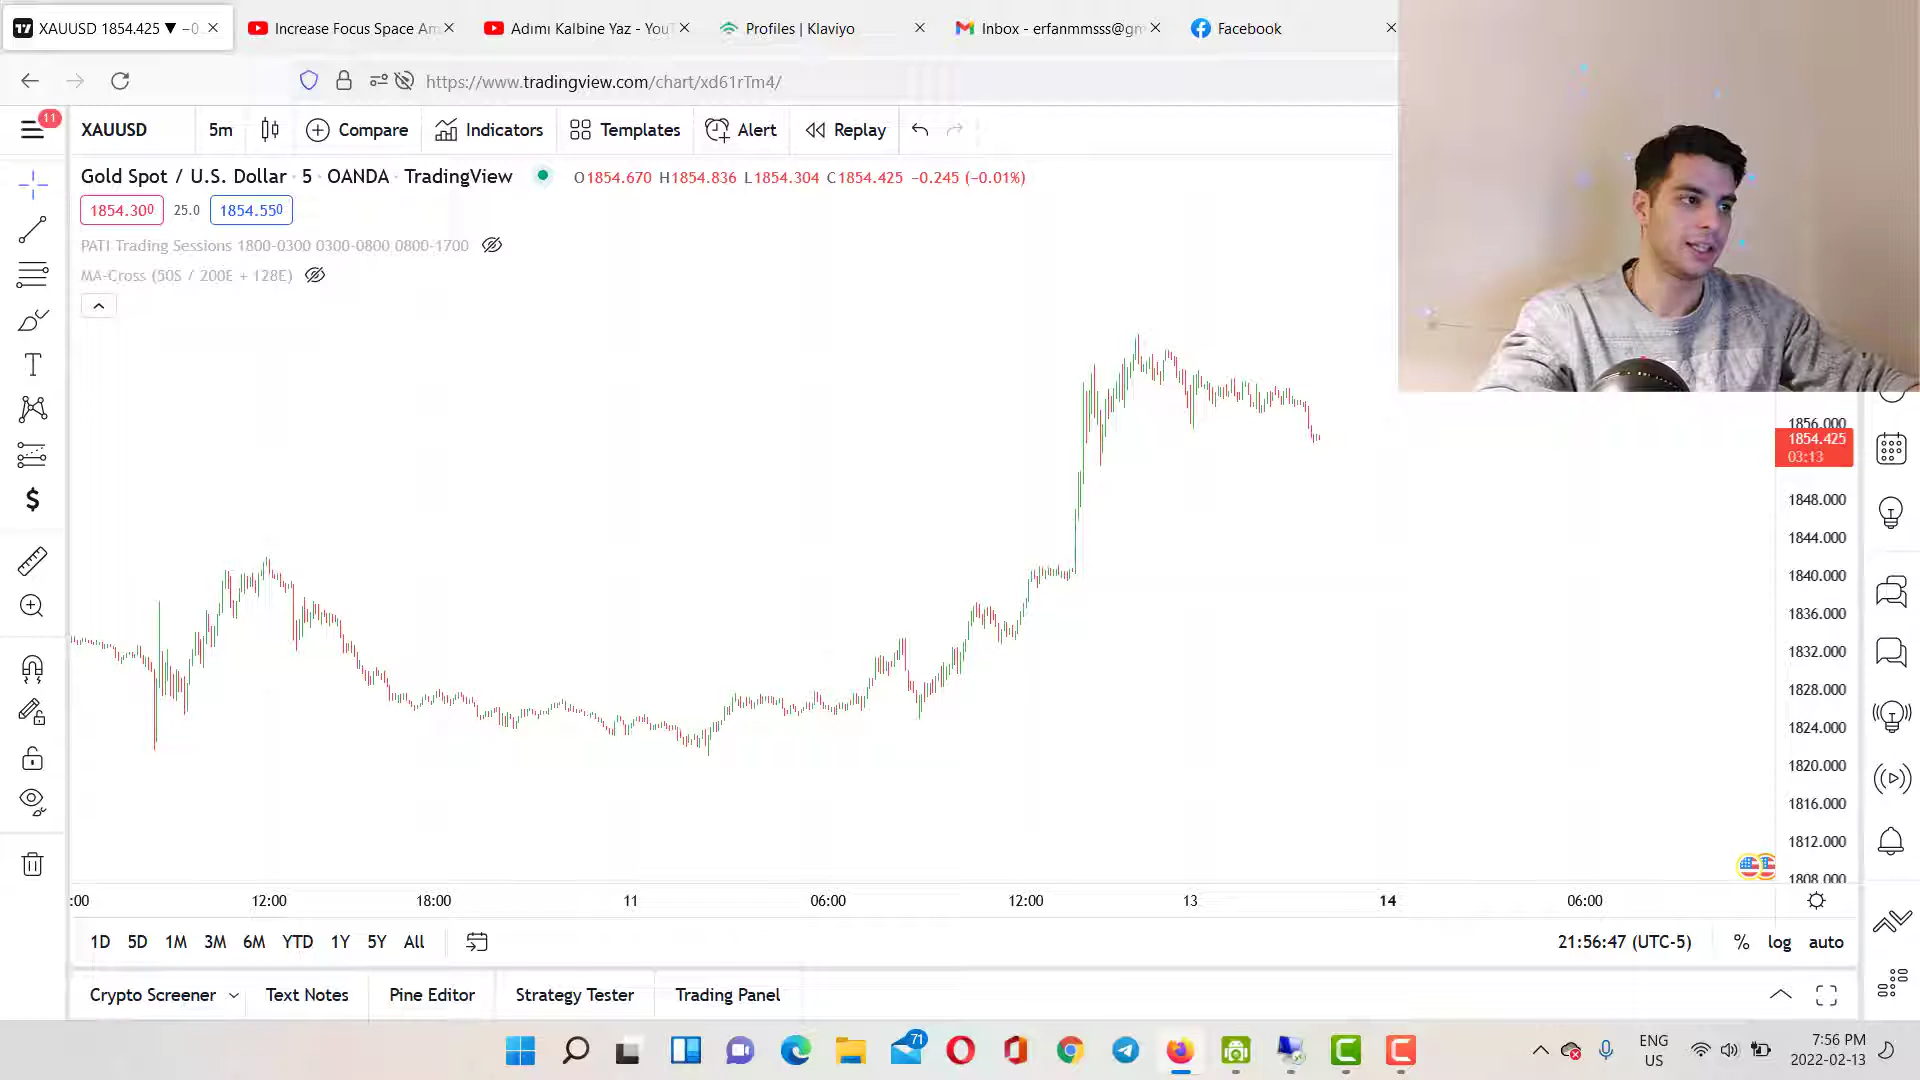 XAUUSD 1854.425 ▼ −0
Increase Focus Space Am
Adımı Kalbine Yaz - YouT
Profiles | Klaviyo
Inbox - erfanmmsss@gm
Facebook
https://www.tradingview.com/chart/xd61rTm4/
11
XAUUSD
5m
Compare
Indicators
Templates
Alert
Replay
Gold Spot / U.S. Dollar · 5 · OANDA · TradingView
O1854.670 H1854.836 L1854.304 C1854.425 −0.245 (−0.01%)
1854.300
25.0
1854.550
PATI Trading Sessions 1800-0300 0300-0800 0800-1700
MA-Cross (50S / 200E + 128E)
1856.000
1854.425
03:13
1848.000
1844.000
1840.000
1836.000
1832.000
1828.000
1824.000
1820.000
1816.000
1812.000
1808.000
:00
12:00
18:00
11
06:00
12:00
13
14
06:00
1D 5D 1M 3M 6M YTD 1Y 5Y All
21:56:47 (UTC-5)
% log auto
Crypto Screener
Text Notes
Pine Editor
Strategy Tester
Trading Panel
71
ENG
US
7:56 PM
2022-02-13